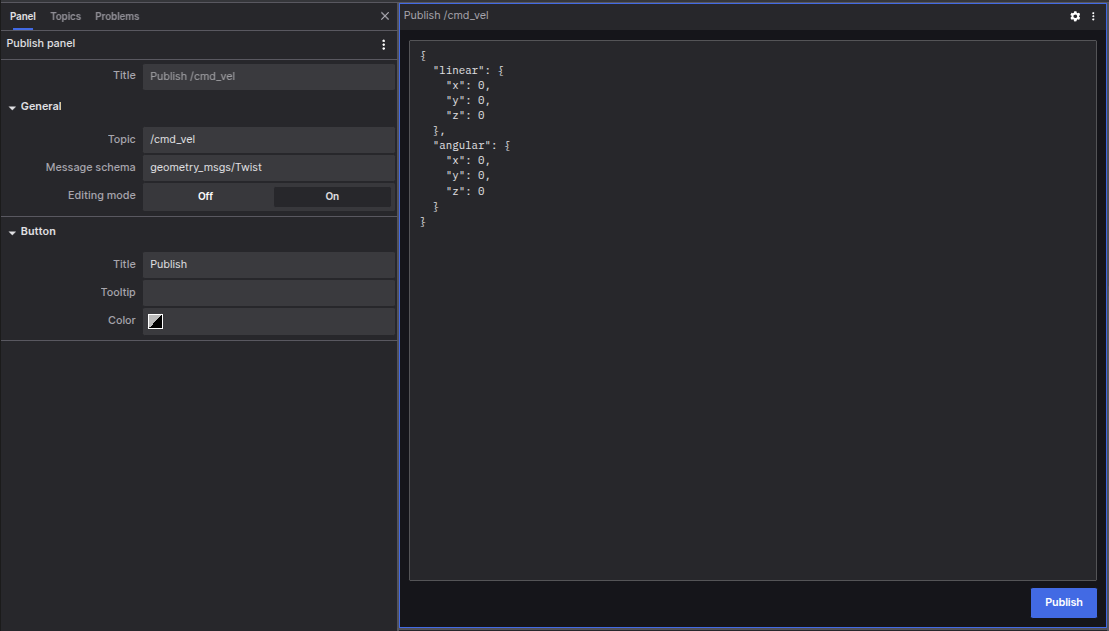 Panel Topics Problems
Publish panel
Title Publish /cmd_vel
General
Topic /cmd_vel
Message schema geometry_msgs/Twist
Editing mode Off On
Button
Title Publish
Tooltip
Color
Publish /cmd_vel
{
  "linear": {
    "x": 0,
    "y": 0,
    "z": 0
  },
  "angular": {
    "x": 0,
    "y": 0,
    "z": 0
  }
}
Publish